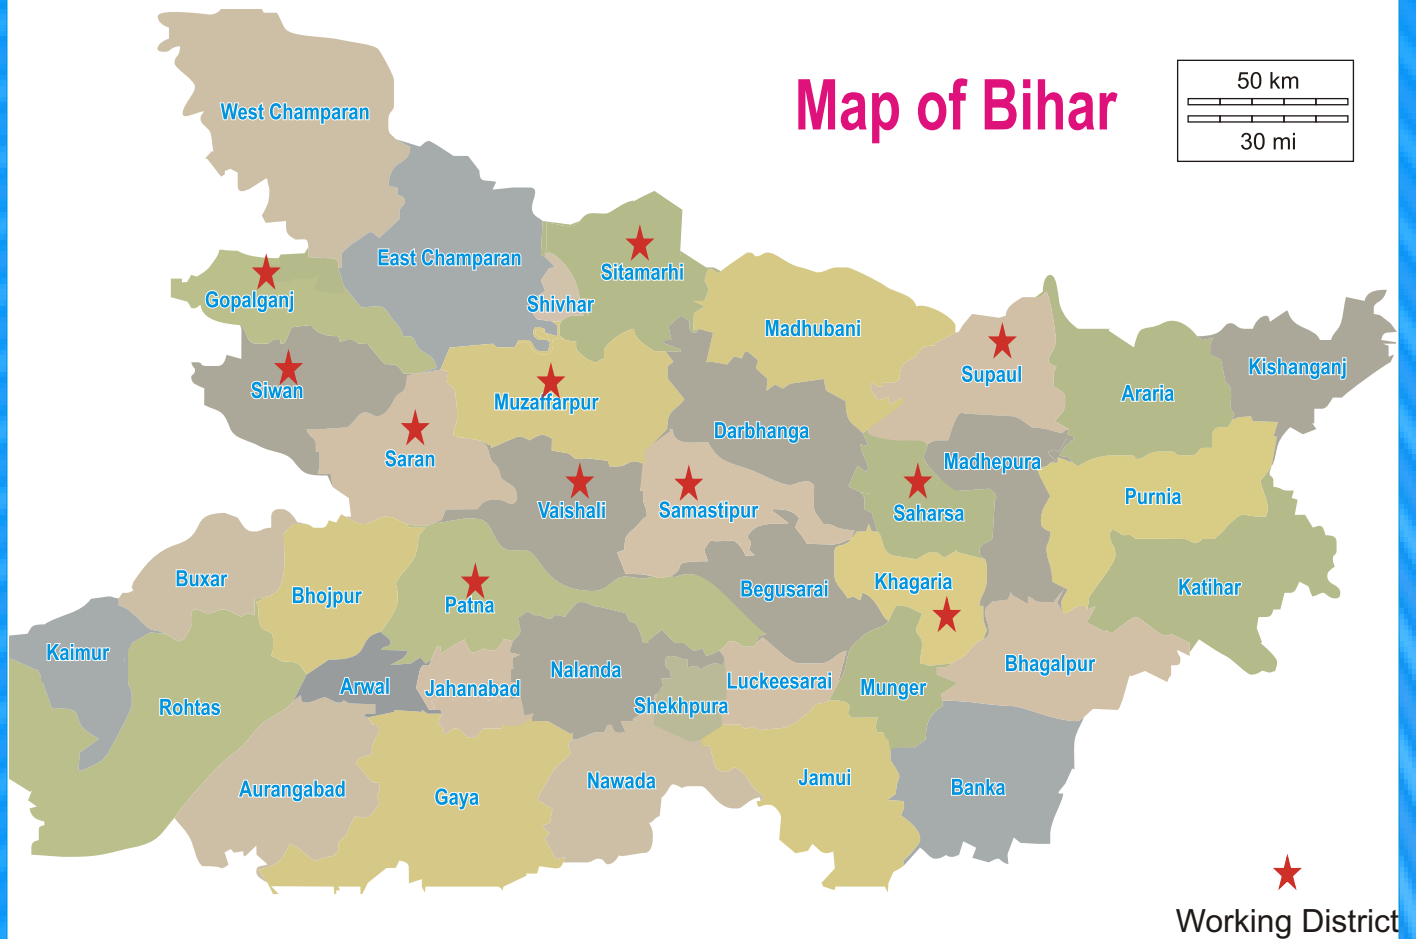 Map of Bihar
50 km
30 mi
West Champaran
East Champaran
Sitamarhi
Gopalganj
Shivhar
Madhubani
Supaul
Kishanganj
Siwan
Araria
Muzaffarpur
Darbhanga
Saran
Madhepura
Purnia
Vaishali
Samastipur
Saharsa
Buxar
Bhojpur
Patna
Begusarai
Khagaria
Katihar
Kaimur
Arwal
Jahanabad
Nalanda
Luckeesarai
Munger
Bhagalpur
Rohtas
Shekhpura
Aurangabad
Gaya
Nawada
Jamui
Banka
Working District